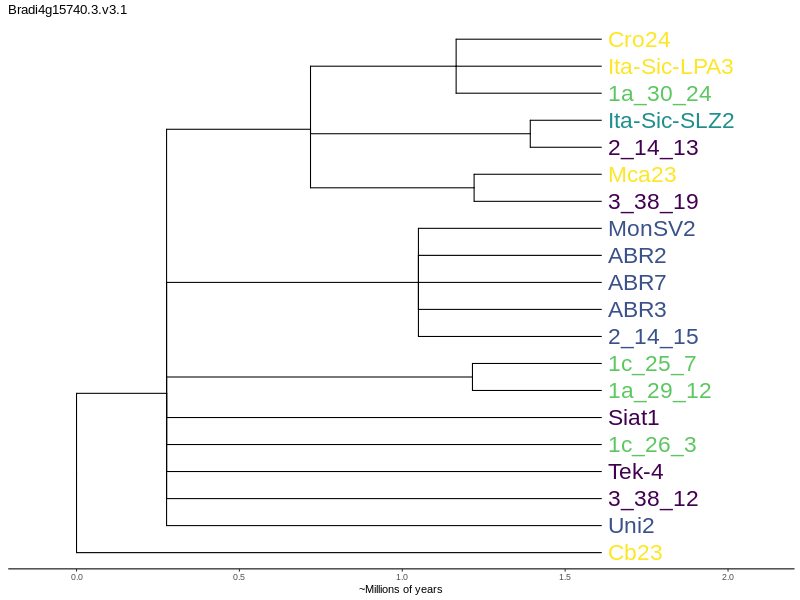 Bradi4g15740.3.v3.1
Cro24
Ita-Sic-LPA3
1a_30_24
Ita-Sic-SLZ2
2_14_13
Mca23
3_38_19
MonSV2
ABR2
ABR7
ABR3
2_14_15
1c_25_7
1a_29_12
Siat1
1c_26_3
Tek-4
3_38_12
Uni2
Cb23
0.0 0.5 1.0 1.5 2.0
~Millions of years